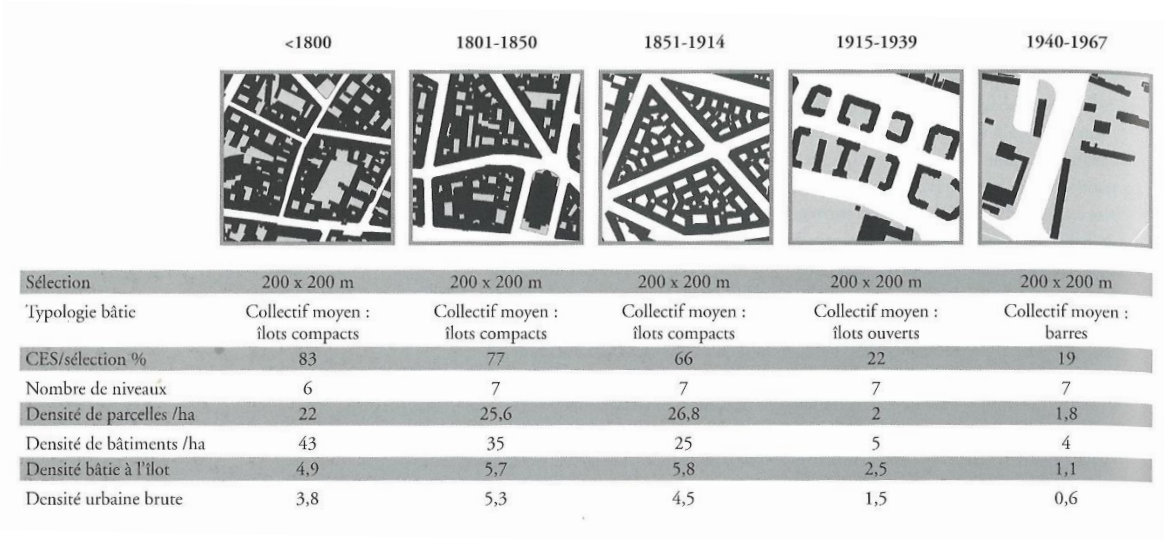 <1800 1801-1850 1851-1914 1915-1939 1940-1967
Sélection 200 x 200 m 200 x 200 m 200 x 200 m 200 x 200 m 200 x 200 m
Typologie bâtie Collectif moyen : Collectif moyen : Collectif moyen : Collectif moyen : Collectif moyen :
îlots compacts îlots compacts îlots compacts îlots ouverts barres
CES/sélection % 83 77 66 22 19
Nombre de niveaux 6 7 7 7 7
Densité de parcelles /ha 22 25,6 26,8 2 1,8
Densité de bâtiments /ha 43 35 25 5 4
Densité bâtie à l'îlot 4,9 5,7 5,8 2,5 1,1
Densité urbaine brute 3,8 5,3 4,5 1,5 0,6